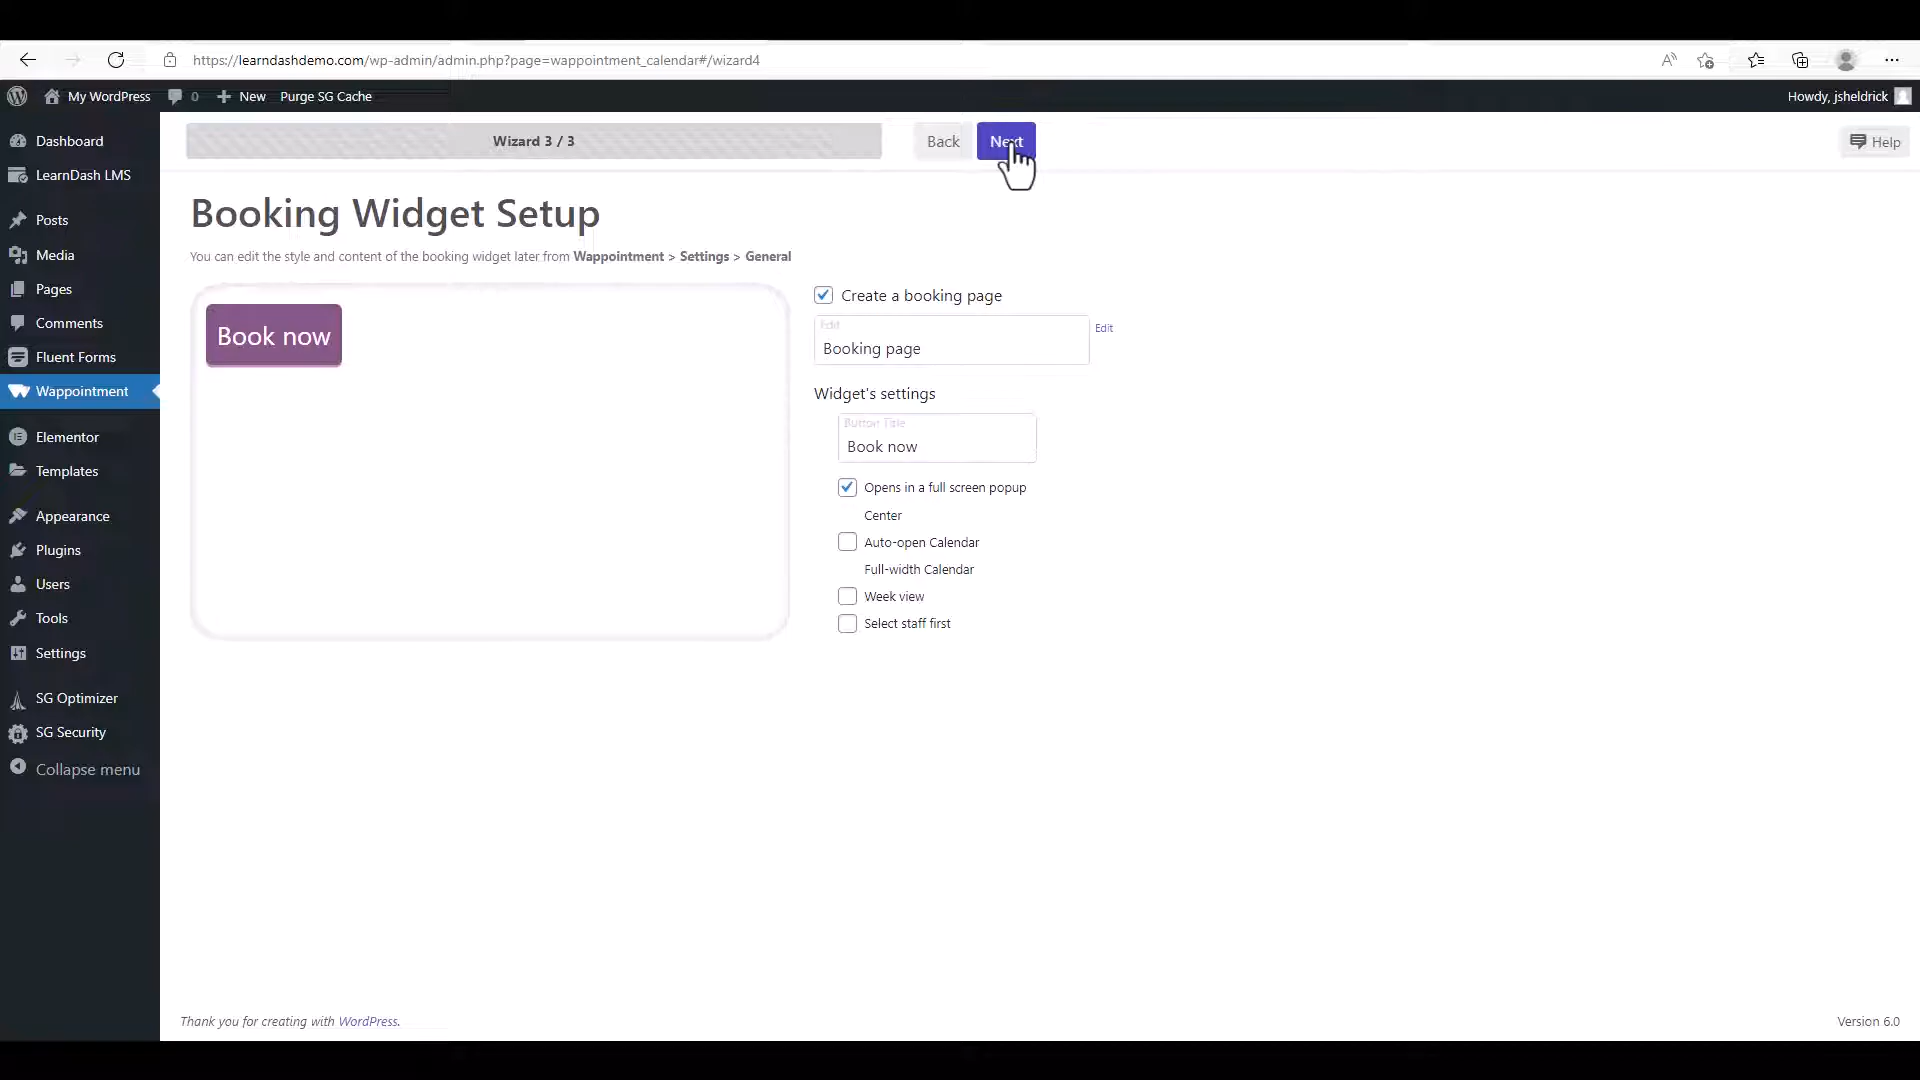 https://learndashdemo.com/wp-admin/admin.php?page=wappointment_calendar#/wizard4
My WordPress 0 New Purge SG Cache Howdy, jsheldrick
Dashboard
LearnDash LMS
Posts
Media
Pages
Comments
Fluent Forms
Wappointment
Elementor
Templates
Appearance
Plugins
Users
Tools
Settings
SG Optimizer
SG Security
Collapse menu
Wizard 3 / 3
Back
Next
Help
Booking Widget Setup
You can edit the style and content of the booking widget later from Wappointment > Settings > General
Book now
Create a booking page
Edit
Booking page
Edit
Widget's settings
Button Title
Book now
Opens in a full screen popup
Center
Auto-open Calendar
Full-width Calendar
Week view
Select staff first
Thank you for creating with WordPress.
Version 6.0